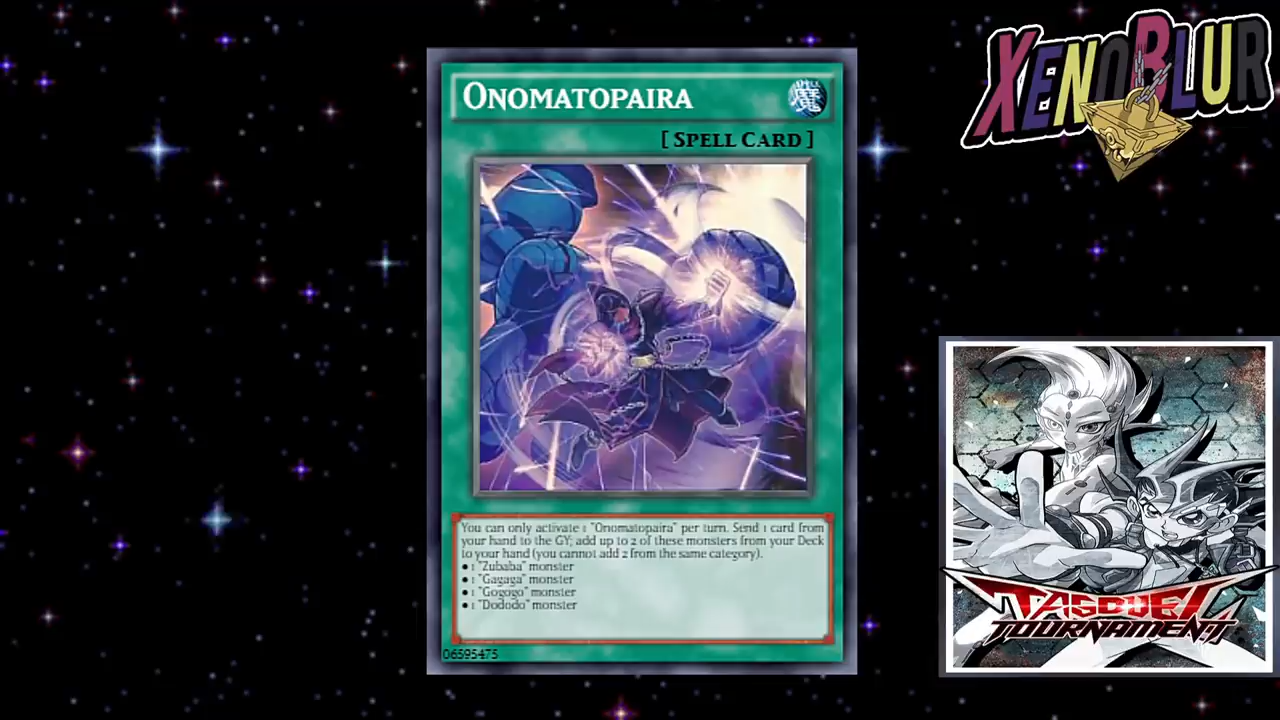 XENOBLUR
ONOMATOPAIRA
魔
[ SPELL CARD ]
You can only activate 1 "Onomatopaira" per turn. Send 1 card from
your hand to the GY; add up to 2 of these monsters from your Deck
to your hand (you cannot add 2 from the same category).
● 1 "Zubaba" monster
● 1 "Gagaga" monster
● 1 "Gogogo" monster
● 1 "Dododo" monster
06595475
TAG DUEL
TOURNAMENT